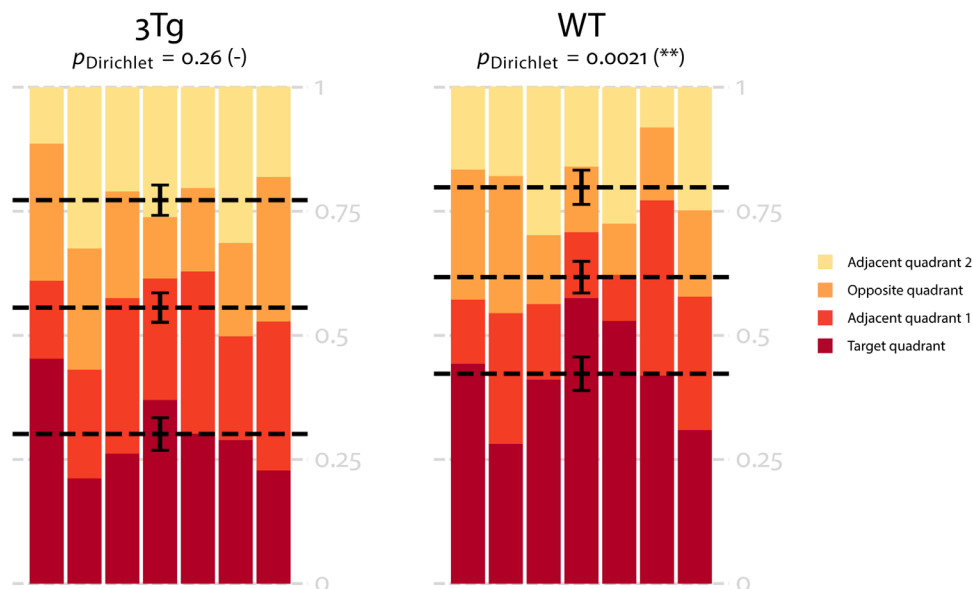 3Tg
pDirichlet = 0.26 (-)
1
0.75
0.5
0.25
0
WT
pDirichlet = 0.0021 (**)
1
0.75
0.5
0.25
0
Adjacent quadrant 2
Opposite quadrant
Adjacent quadrant 1
Target quadrant